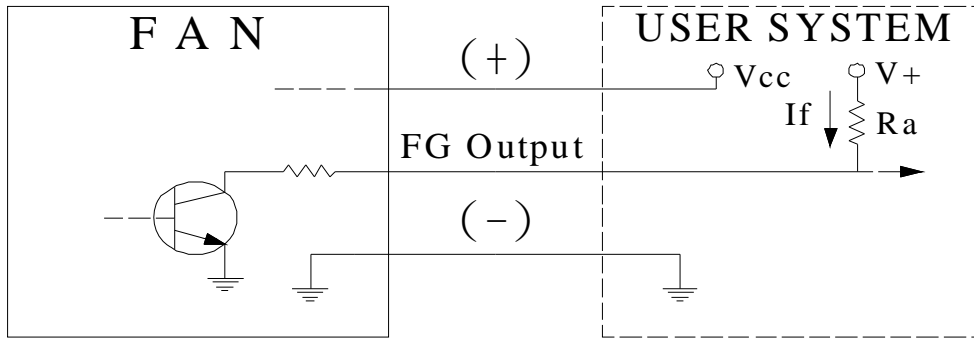 F A N
USER SYSTEM
(+)
Vcc
V+
If
Ra
FG Output
(-)